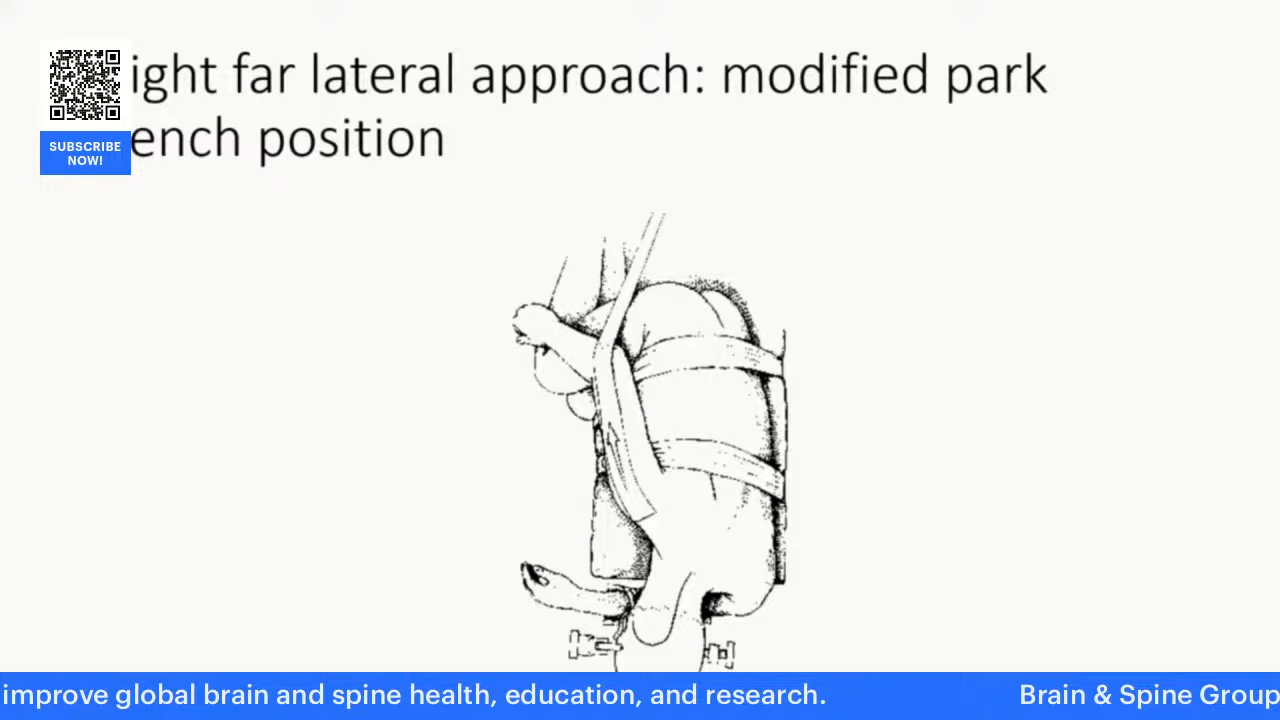 ight far lateral approach: modified park
ench position
SUBSCRIBE
NOW!
improve global brain and spine health, education, and research.
Brain & Spine Group